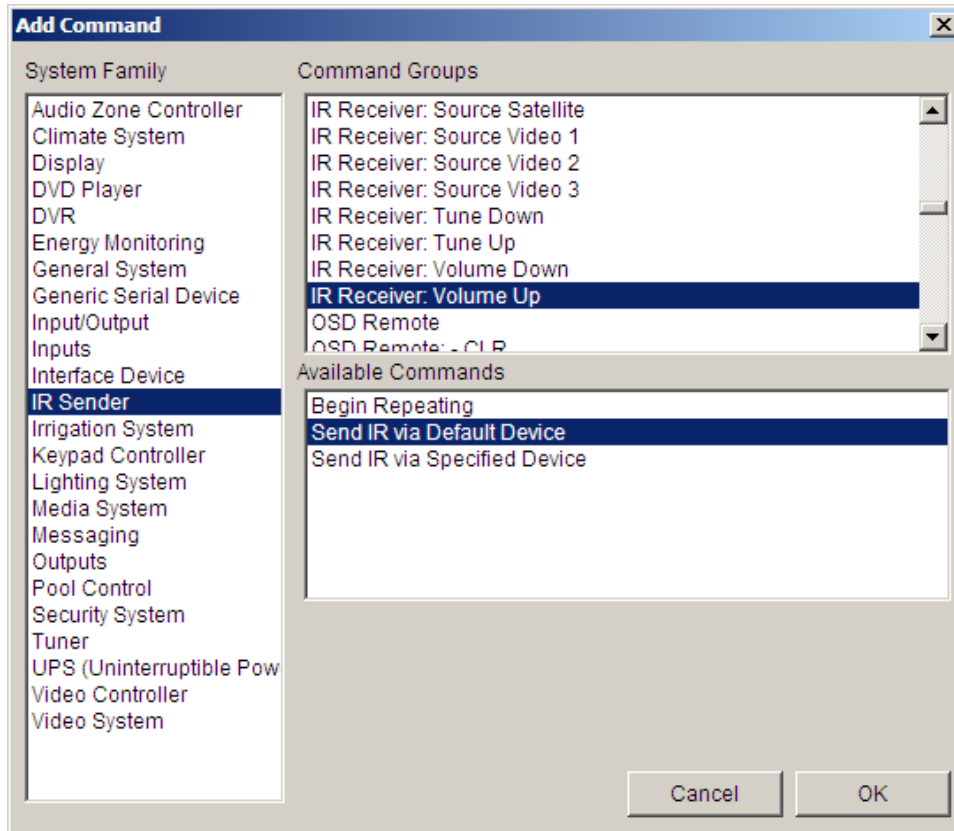 Add Command
System Family
Audio Zone Controller
Climate System
Display
DVD Player
DVR
Energy Monitoring
General System
Generic Serial Device
Input/Output
Inputs
Interface Device
IR Sender
Irrigation System
Keypad Controller
Lighting System
Media System
Messaging
Outputs
Pool Control
Security System
Tuner
UPS (Uninterruptible Pow
Video Controller
Video System
Command Groups
IR Receiver: Source Satellite
IR Receiver: Source Video 1
IR Receiver: Source Video 2
IR Receiver: Source Video 3
IR Receiver: Tune Down
IR Receiver: Tune Up
IR Receiver: Volume Down
IR Receiver: Volume Up
OSD Remote
OSD Remote: - CLR
Available Commands
Begin Repeating
Send IR via Default Device
Send IR via Specified Device
Cancel
OK